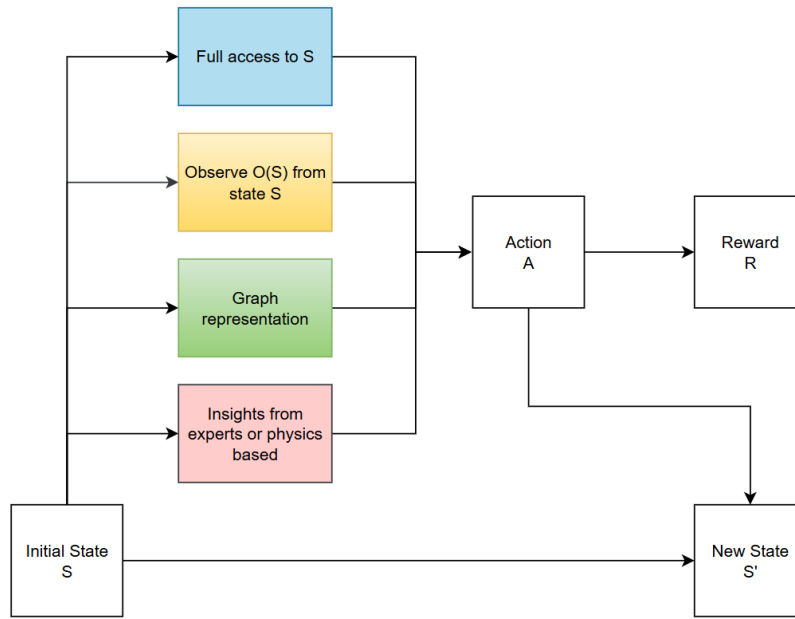 Full access to S
Observe O(S) from
state S
Graph
representation
Insights from
experts or physics
based
Action
A
Reward
R
Initial State
S
New State
S'